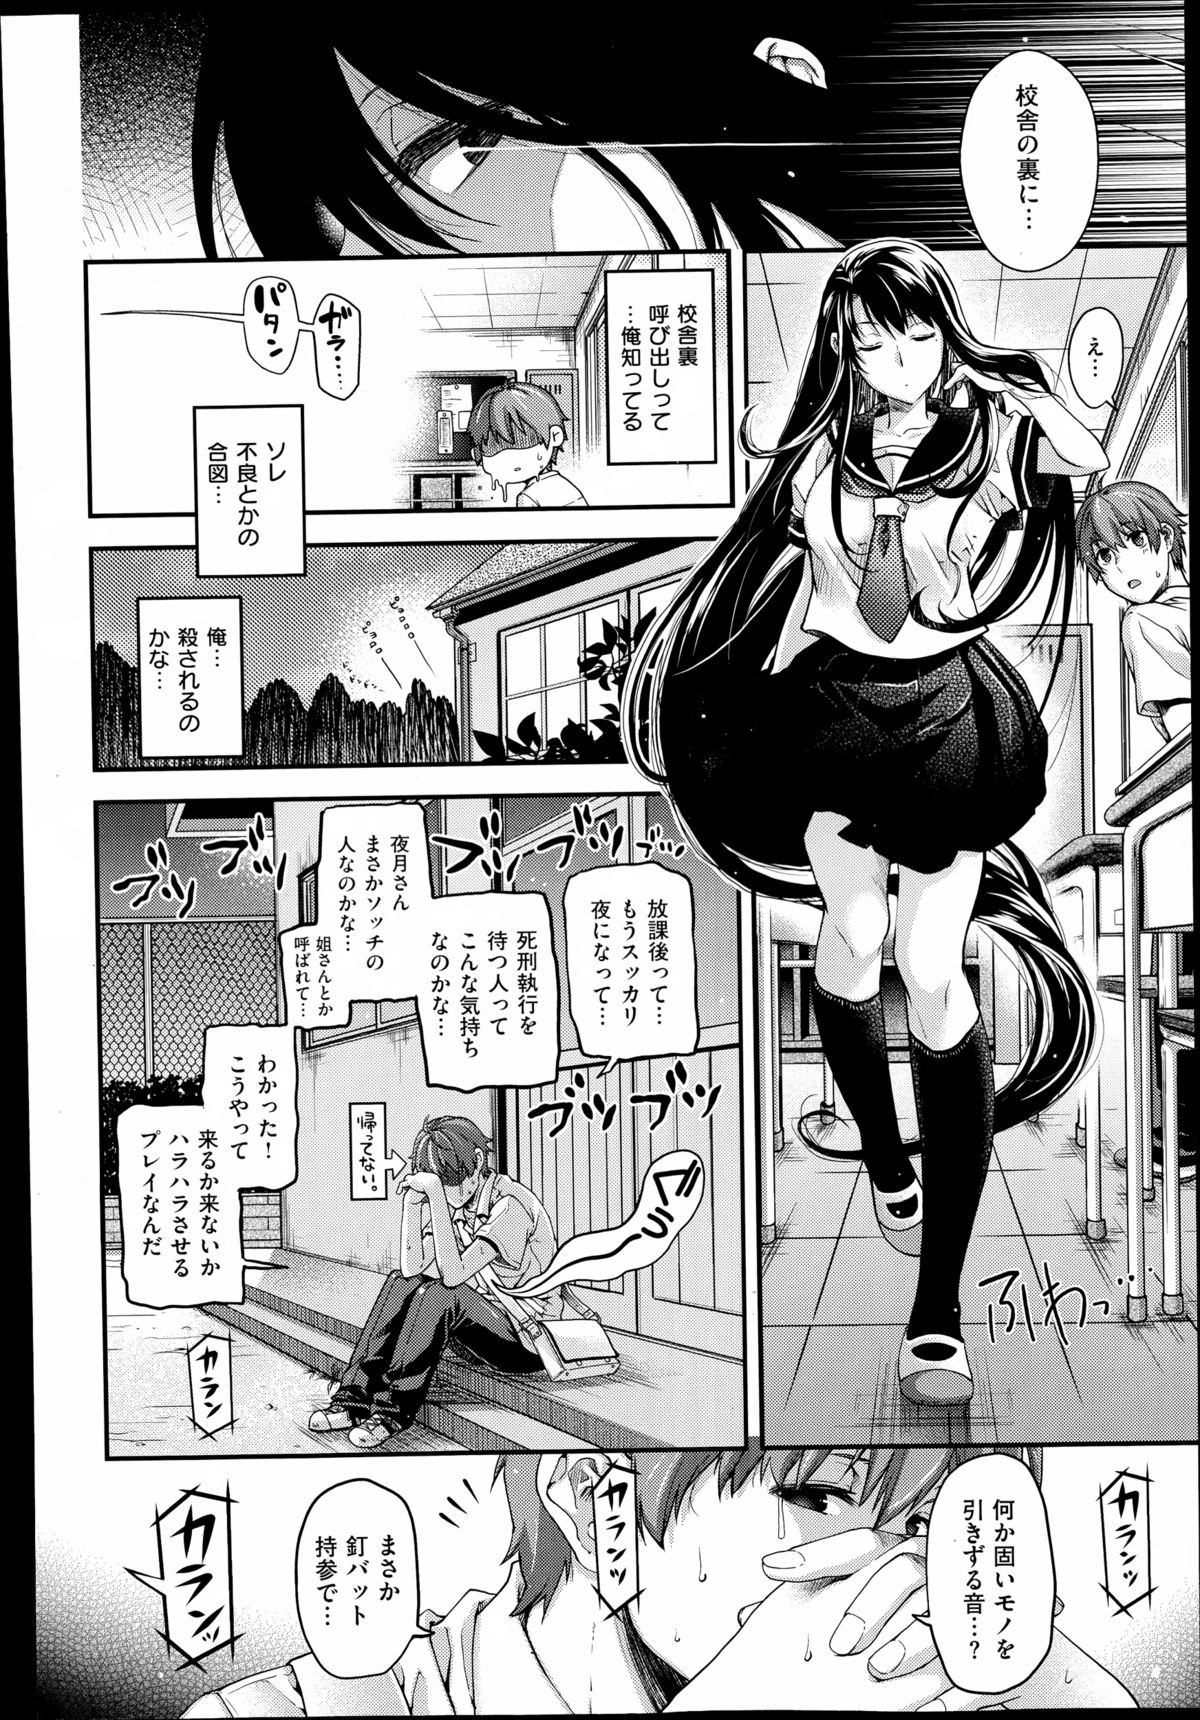 校舎の裏に…
え…
校舎裏
呼び出しって
…俺知ってる
ガラ…
パタン
ソレ
不良とかの
合図…
俺…
殺されるの
かな…
ふわっ…
放課後って…
もうスッカリ
夜になって…
死刑執行を
待つ人って
こんな気持ち
なのかな…
夜月さん
まさかソッチの
人なのかな…
姐さんとか
呼ばれて…
ブツブツ
ブツブツ
ブツブツ
ぐぅ〜
帰ってない。
わかった!
こうやって
来るか来ないか
ハラハラさせる
プレイなんだ
カラン
カランッ
何か固いモノを
引きずる音…?
カランッ
まさか
釘バット
持参で…
カランッ